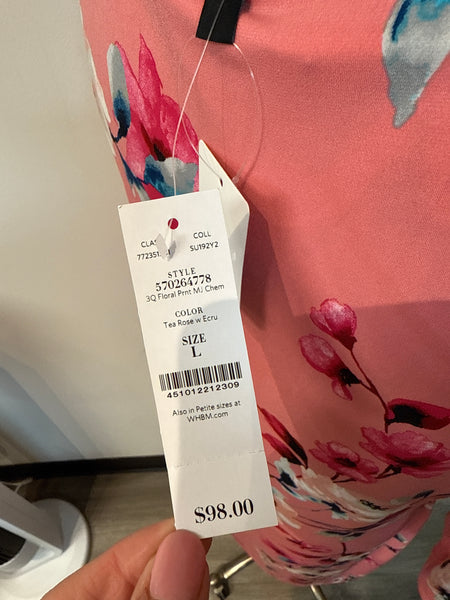 CLA COLL
SU192Y2
STYLE
570264778
3Q Floral Prnt MJ Chem
COLOR
Tea Rose w Ecru
SIZE
L
451012212309
Also in Petite sizes at
WHBM.com
$98.00